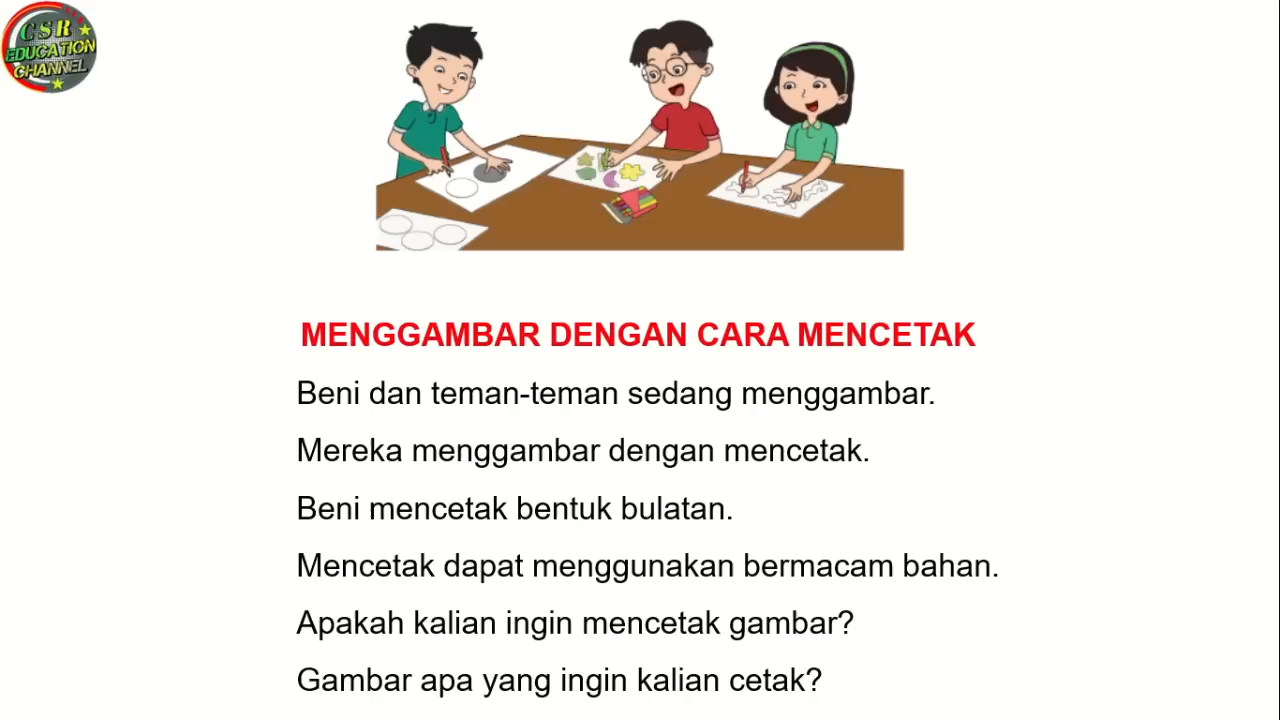 CSR
EDUCATION
CHANNEL
MENGGAMBAR DENGAN CARA MENCETAK
Beni dan teman-teman sedang menggambar.
Mereka menggambar dengan mencetak.
Beni mencetak bentuk bulatan.
Mencetak dapat menggunakan bermacam bahan.
Apakah kalian ingin mencetak gambar?
Gambar apa yang ingin kalian cetak?